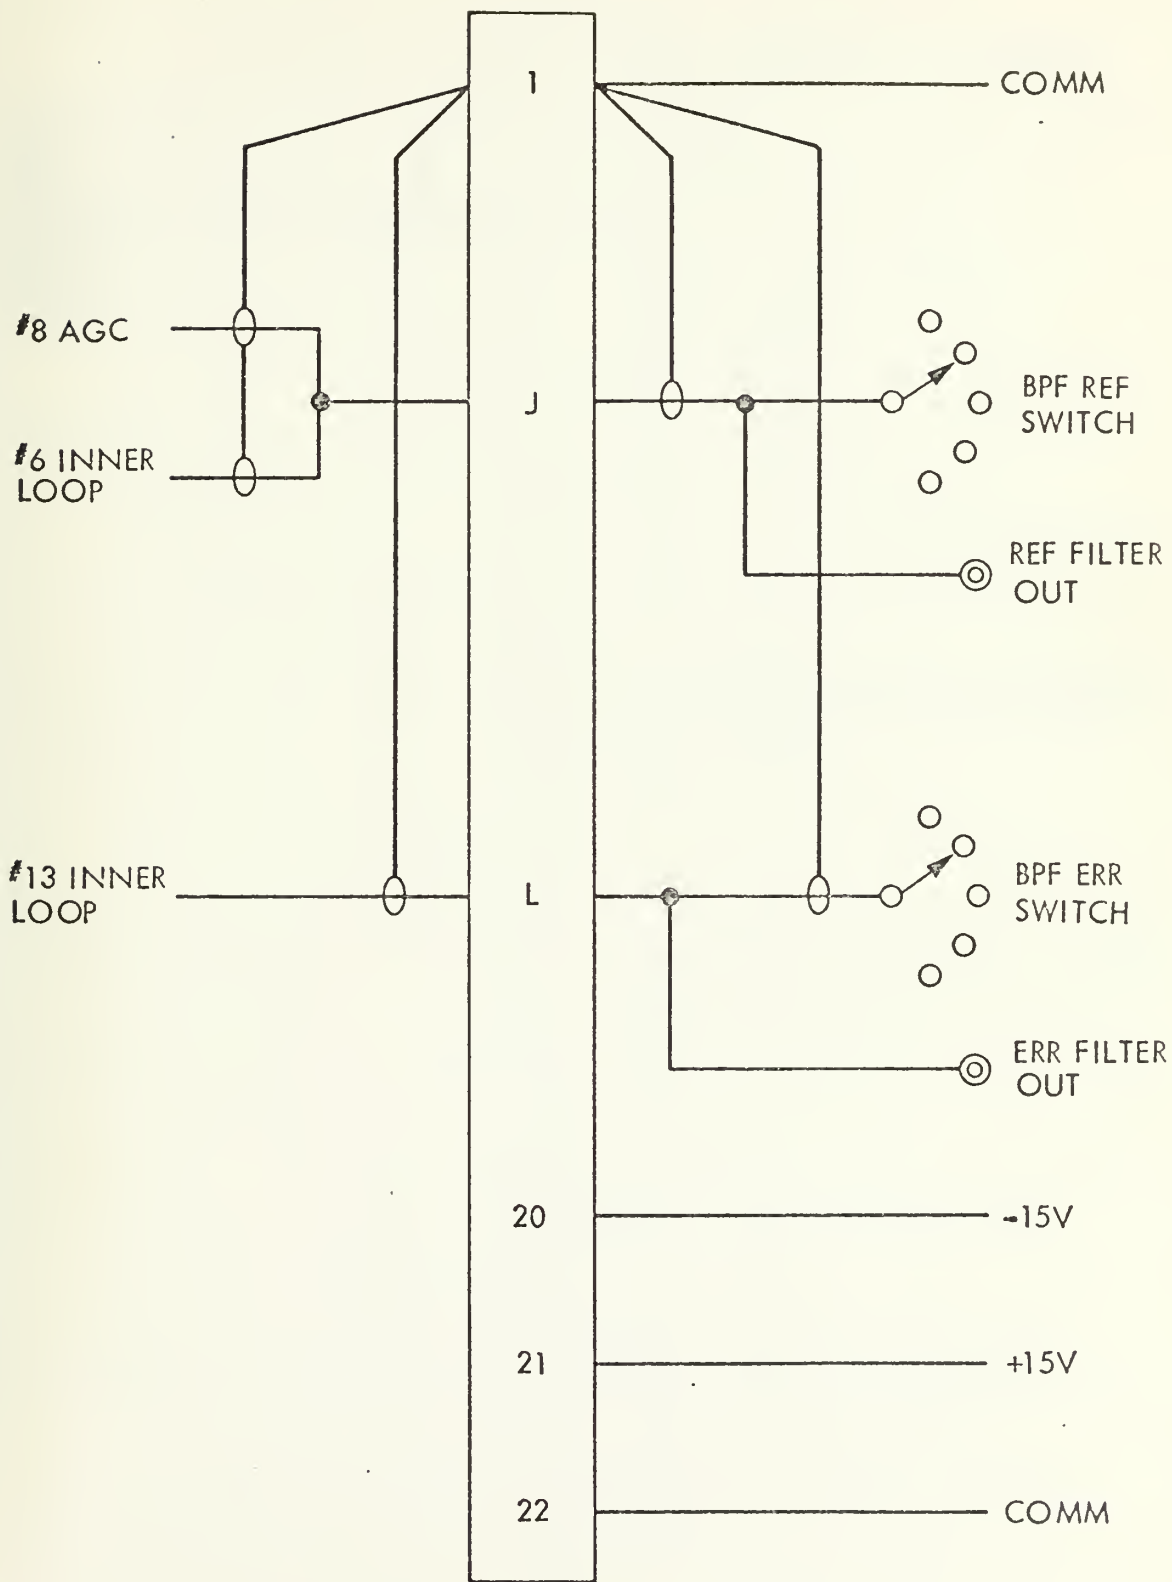 1
COMM
#8 AGC
J
BPF REF
SWITCH
#6 INNER
LOOP
REF FILTER
OUT
#13 INNER
LOOP
L
BPF ERR
SWITCH
ERR FILTER
OUT
20
-15V
21
+15V
22
COMM